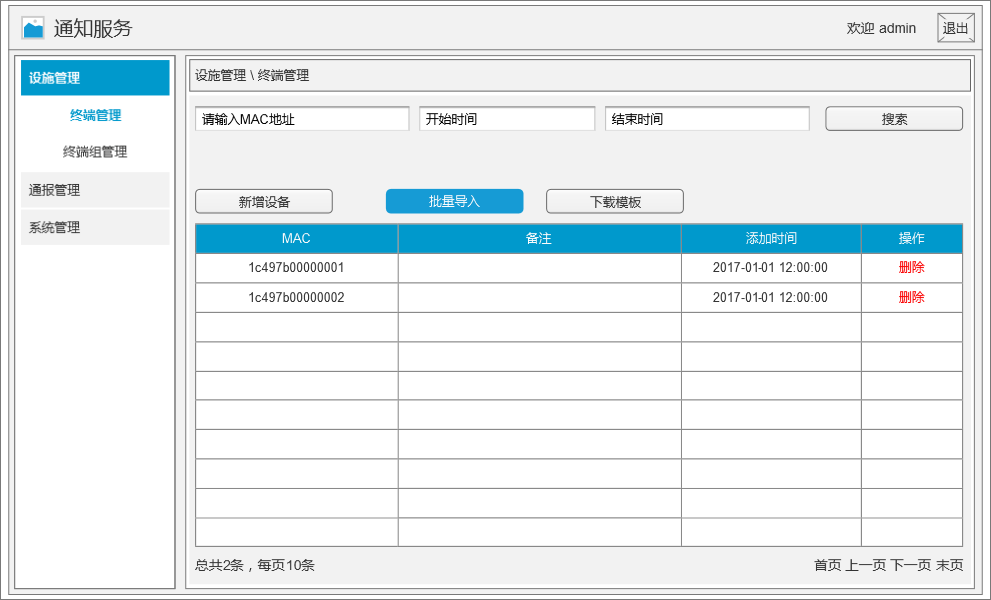 通知服务
欢迎 admin
退出
设施管理
终端管理
终端组管理
通报管理
系统管理
设施管理 \ 终端管理
请输入MAC地址 开始时间 结束时间 搜索
新增设备 批量导入 下载模板
MAC 备注 添加时间 操作
1c497b00000001 2017-01-01 12:00:00 删除
1c497b00000002 2017-01-01 12:00:00 删除
总共2条，每页10条
首页 上一页 下一页 末页